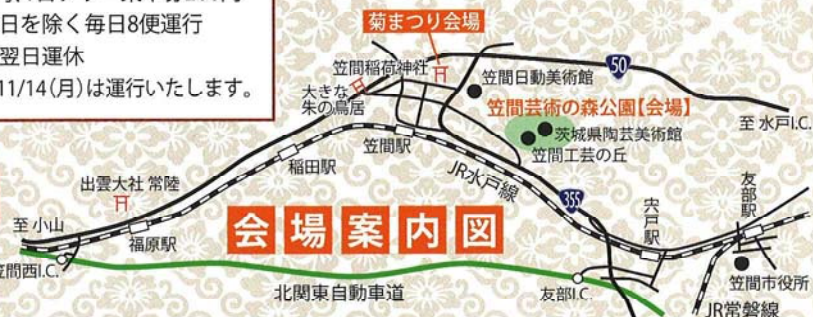 日を除く毎日8便運行
翌日運休
11/14(月)は運行いたします。
菊まつり会場
笠間稲荷神社
大きな
朱の鳥居
50
笠間日動美術館
笠間芸術の森公園【会場】
茨城県陶芸美術館
笠間工芸の丘
至 水戸I.C.
笠間駅
稲田駅
JR水戸線
355
出雲大社 常陸
至 小山
福原駅
会場案内図
宍戸駅
友部駅
笠間西I.C.
北関東自動車道
友部I.C.
笠間市役所
JR常磐線